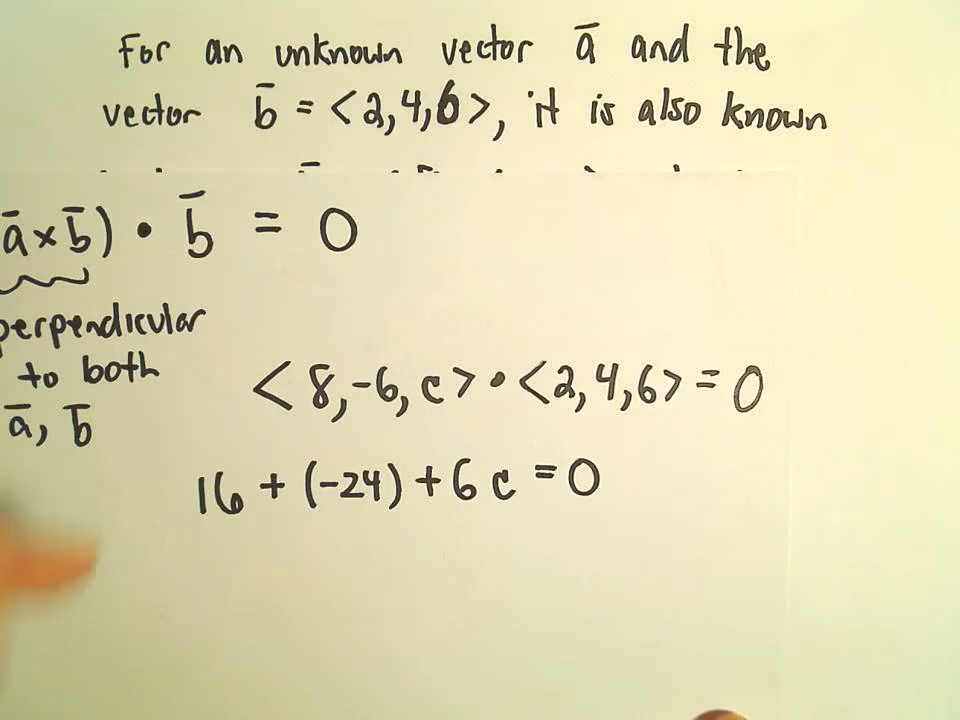 For an unknown vector a̅ and the
vector b̅ = <2,4,6>, it is also known
a̅ × b̅) • b̅ = 0
perpendicular
to both
a̅, b̅
<8,-6,c> • <2,4,6> = 0
16 + (-24) + 6c = 0